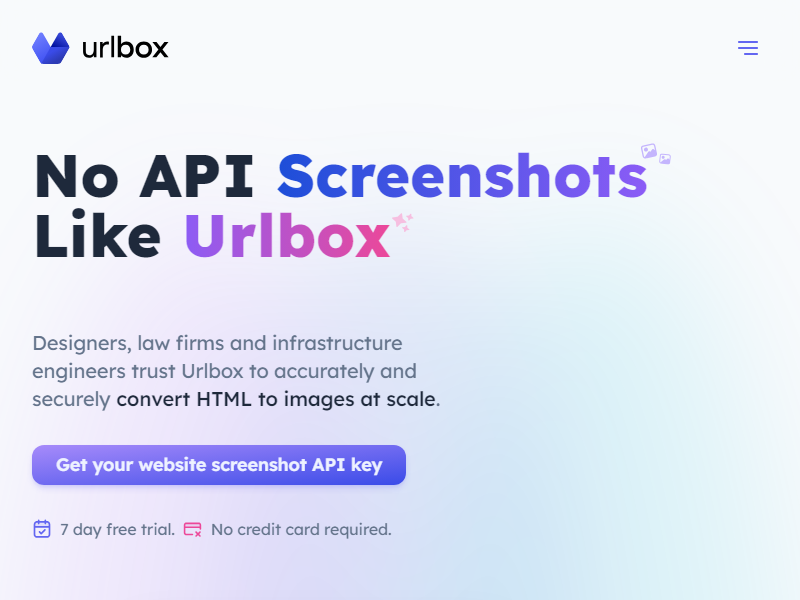 urlbox
No API Screenshots
Like Urlbox
Designers, law firms and infrastructure
engineers trust Urlbox to accurately and
securely convert HTML to images at scale.
Get your website screenshot API key
7 day free trial. No credit card required.